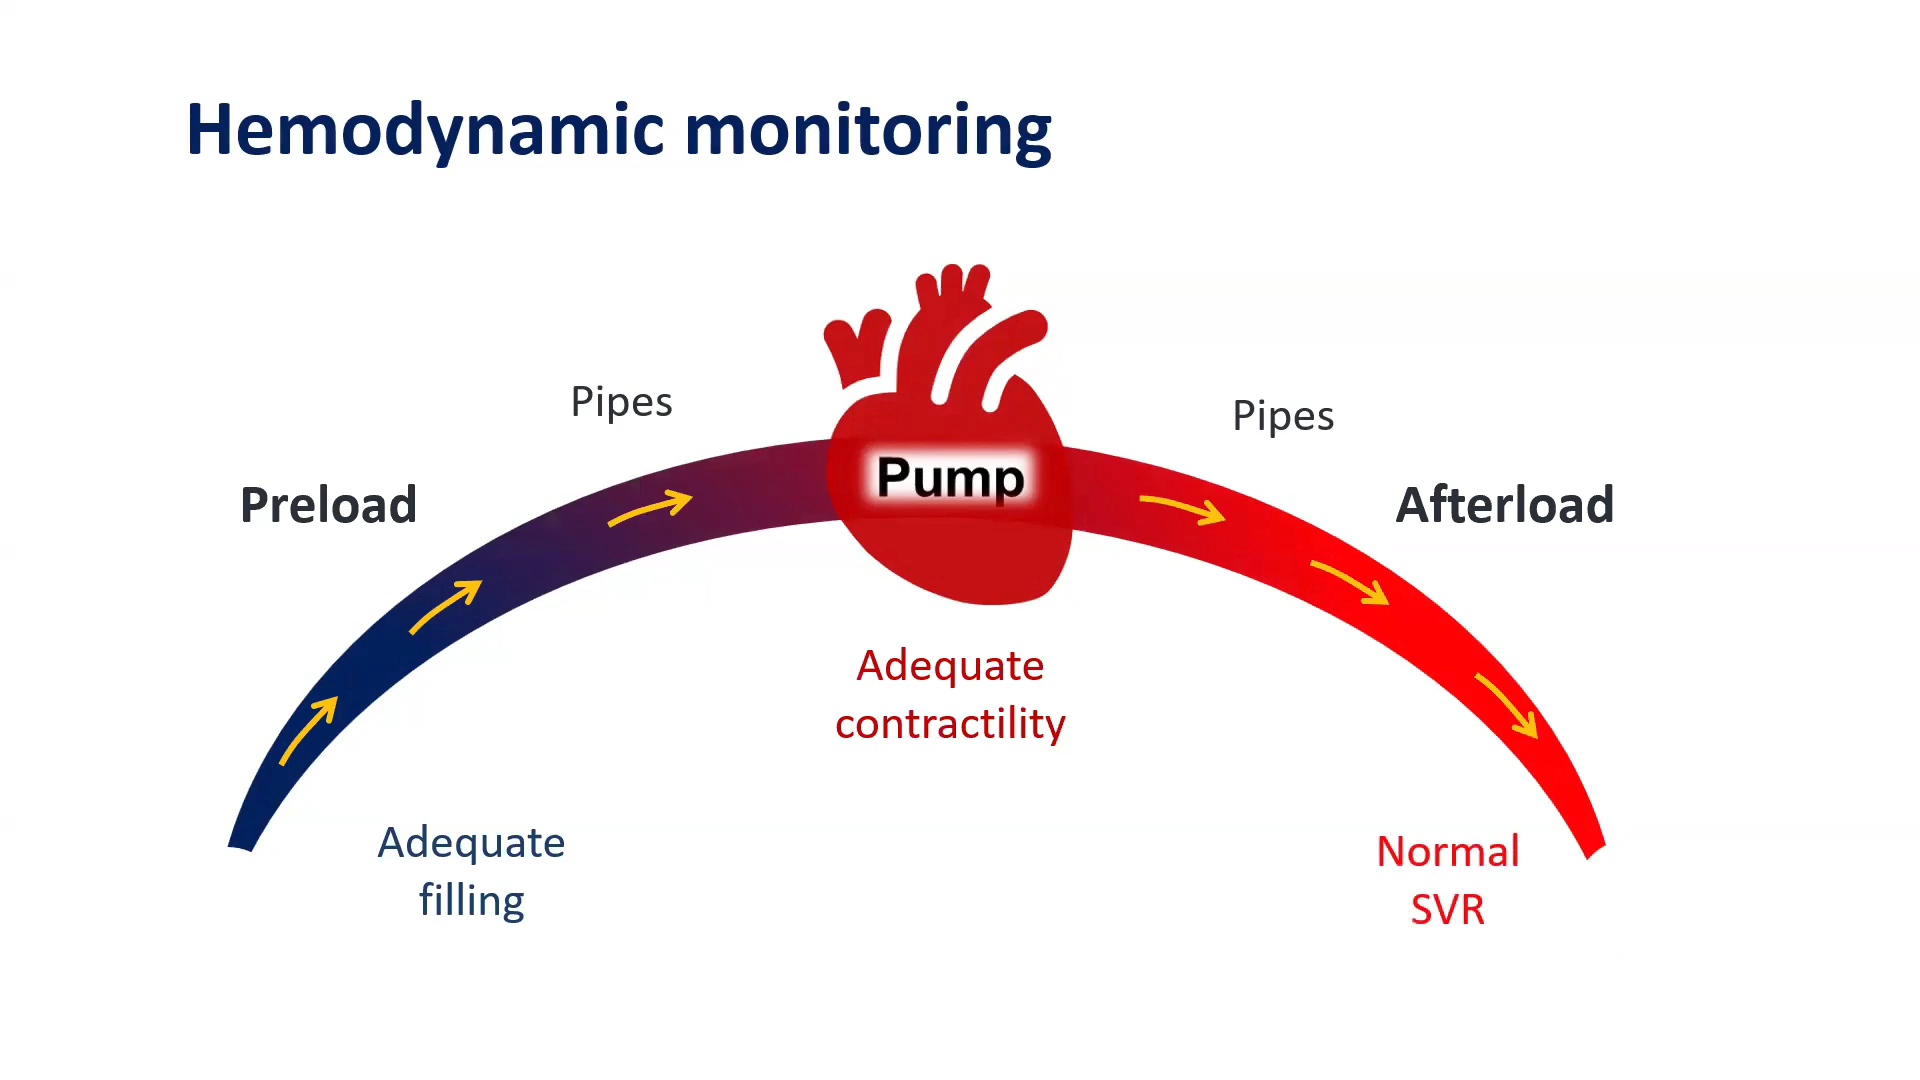 Hemodynamic monitoring
Pipes
Pipes
Preload
Pump
Afterload
Adequate
contractility
Adequate
filling
Normal
SVR